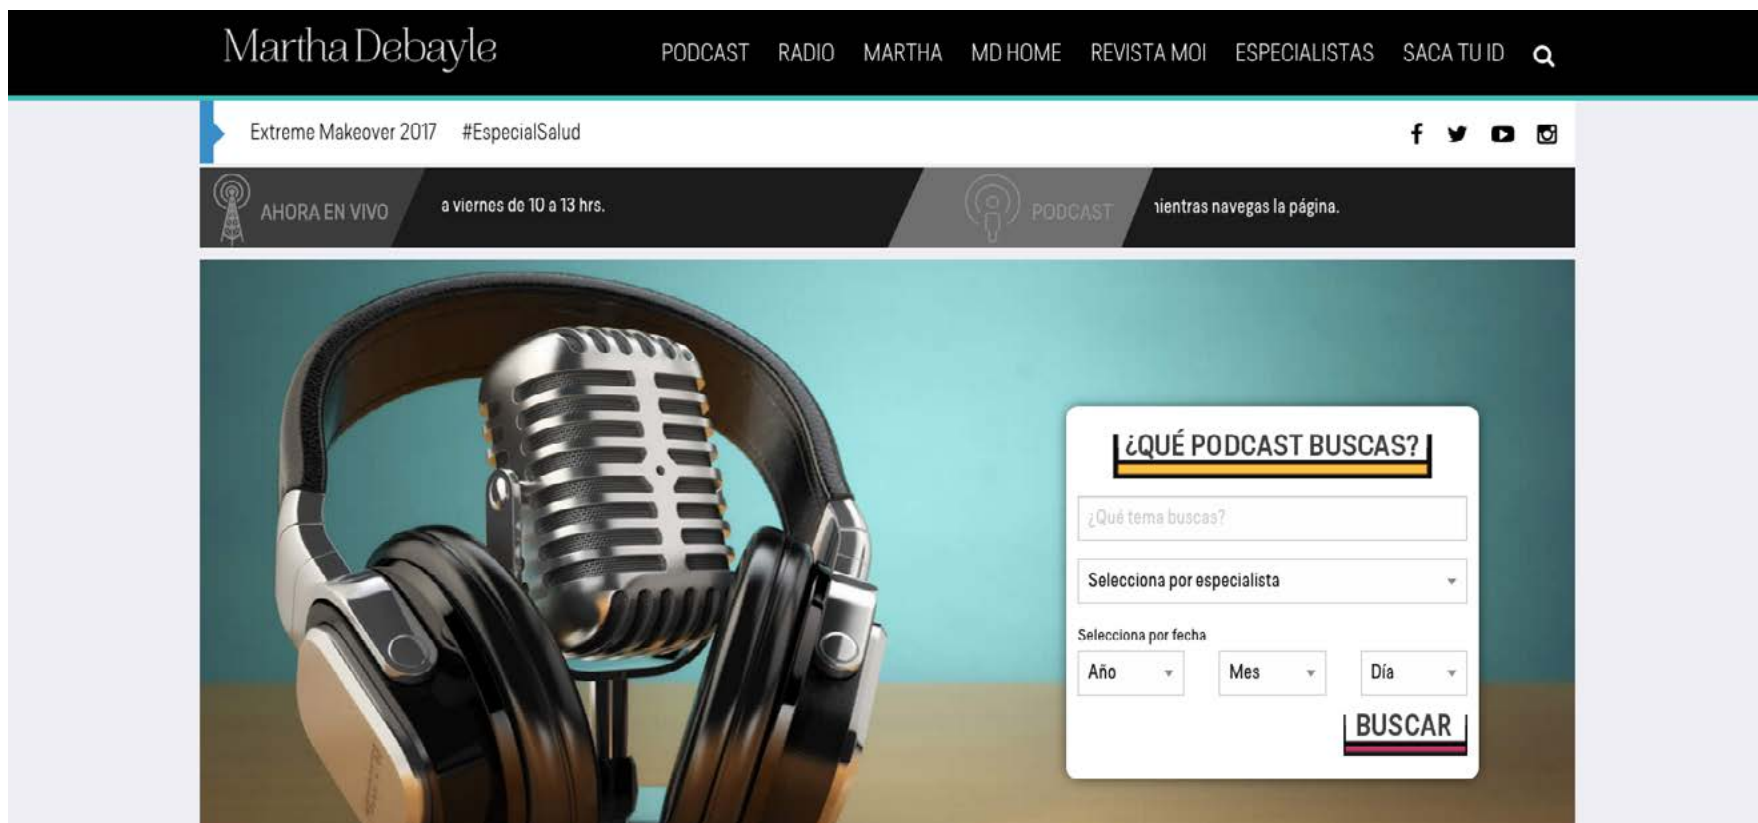 Martha Debayle
PODCAST RADIO MARTHA MD HOME REVISTA MOI ESPECIALISTAS SACA TU ID
Extreme Makeover 2017 #EspecialSalud
AHORA EN VIVO a viernes de 10 a 13 hrs. PODCAST ientras navegas la página.
¿QUÉ PODCAST BUSCAS?
¿Qué tema buscas?
Selecciona por especialista
Selecciona por fecha
Año Mes Día
BUSCAR